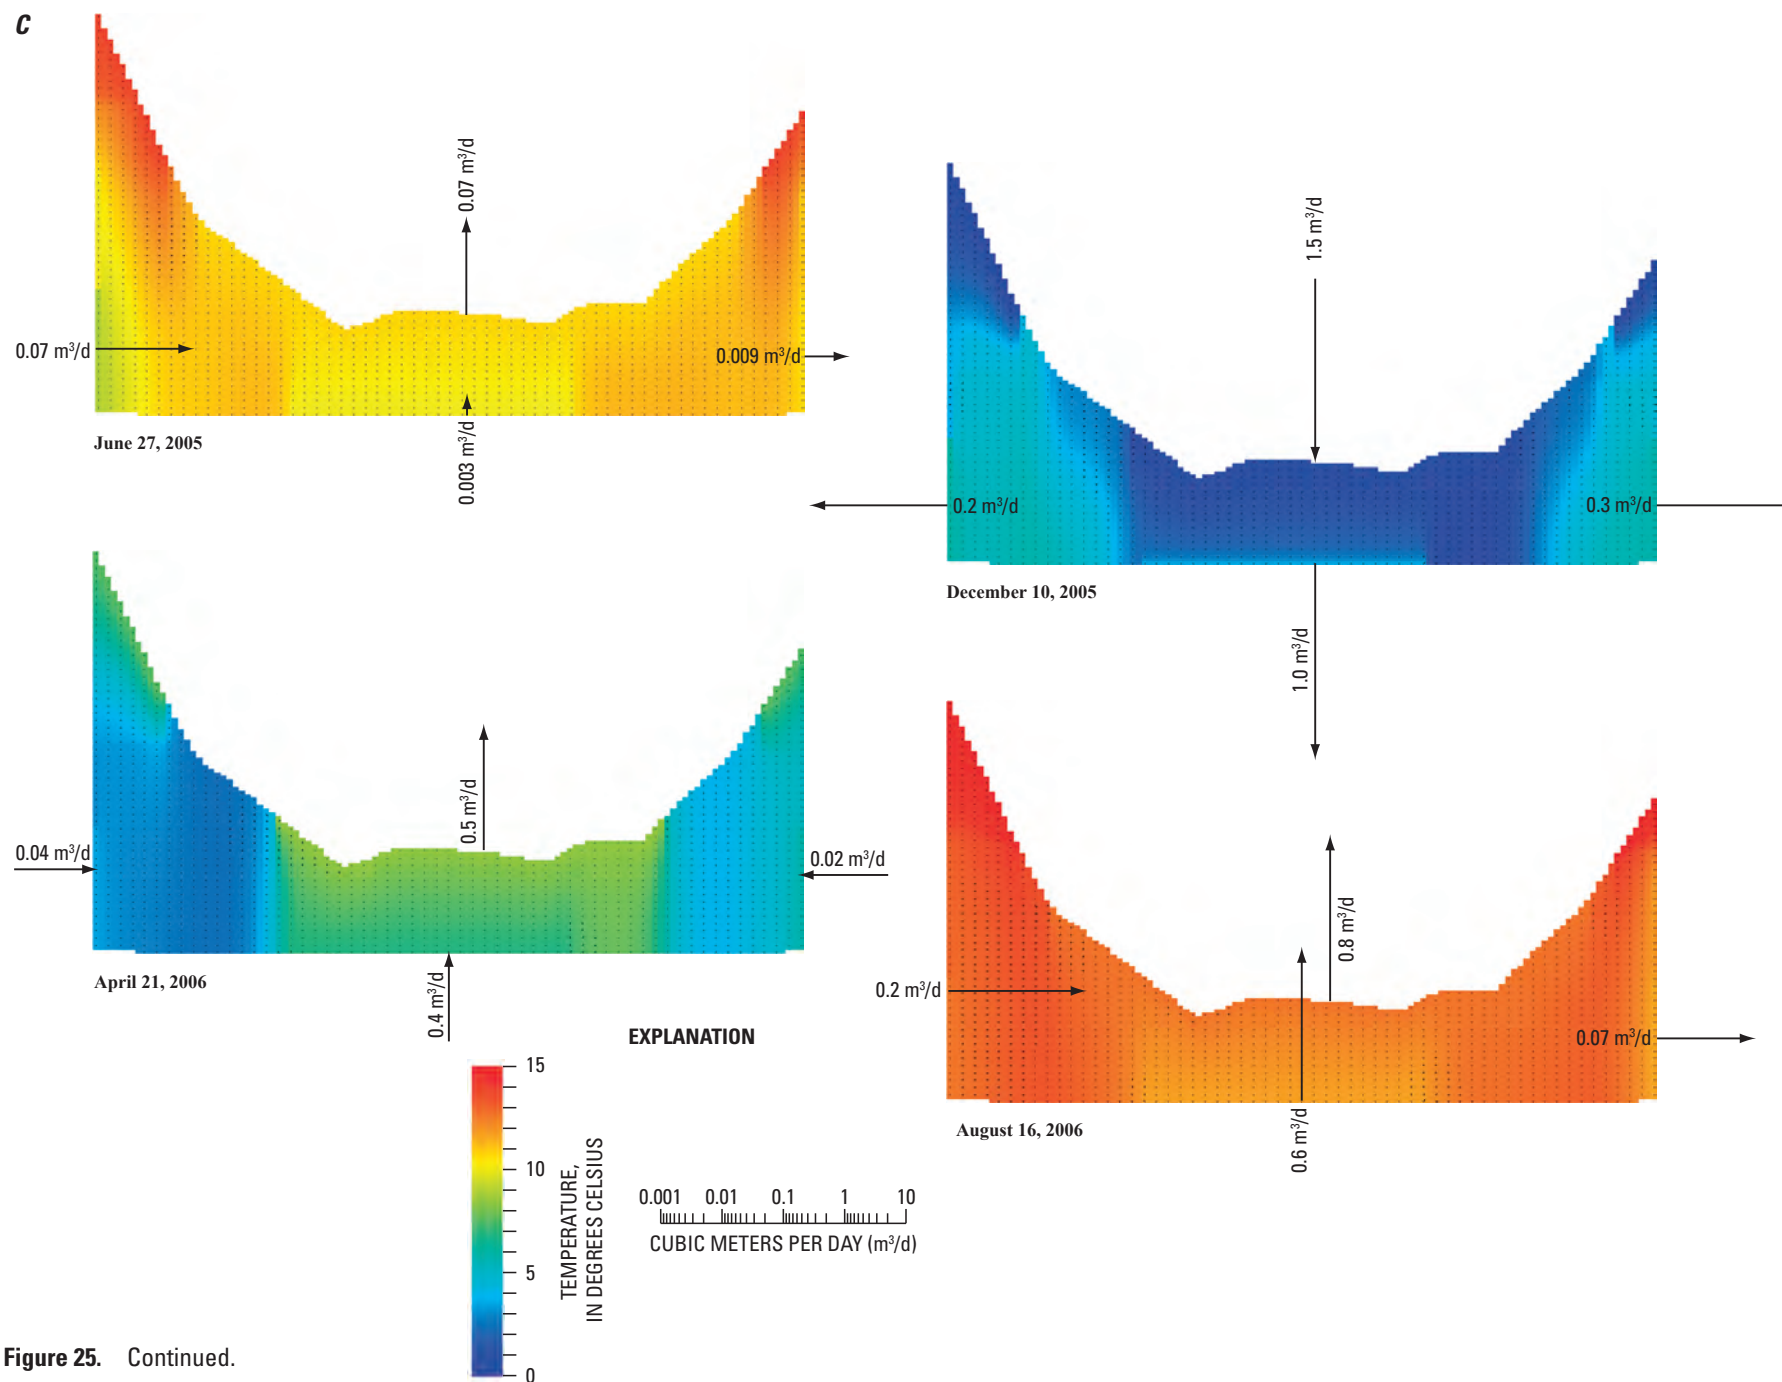 C
0.07 m³/d
0.07 m³/d
0.009 m³/d
0.003 m³/d
June 27, 2005
1.5 m³/d
0.2 m³/d
0.3 m³/d
1.0 m³/d
December 10, 2005
0.5 m³/d
0.04 m³/d
0.02 m³/d
0.4 m³/d
April 21, 2006
0.8 m³/d
0.2 m³/d
0.07 m³/d
0.6 m³/d
August 16, 2006
EXPLANATION
15
10
5
0
TEMPERATURE,
IN DEGREES CELSIUS
0.001 0.01 0.1 1 10
CUBIC METERS PER DAY (m³/d)
Figure 25. Continued.